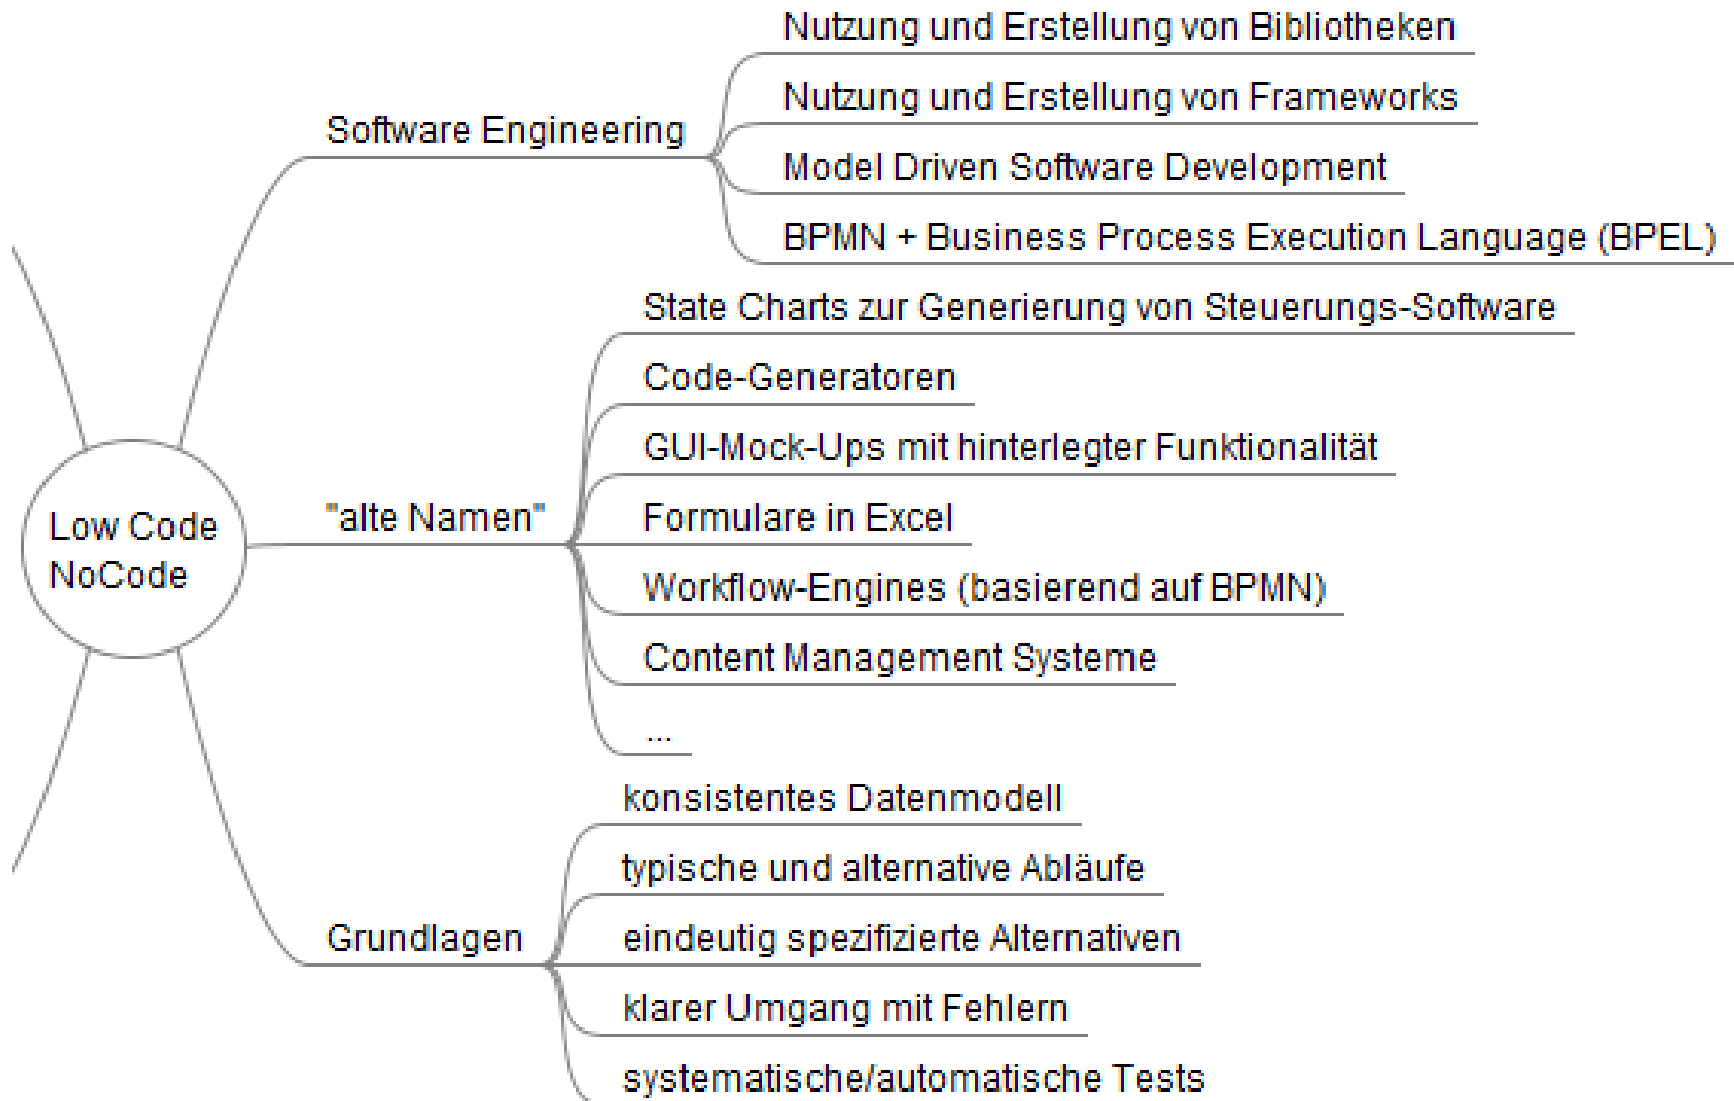 Nutzung und Erstellung von Bibliotheken
Nutzung und Erstellung von Frameworks
Software Engineering
Model Driven Software Development
BPMN + Business Process Execution Language (BPEL)
State Charts zur Generierung von Steuerungs-Software
Code-Generatoren
GUI-Mock-Ups mit hinterlegter Funktionalität
Low Code
NoCode
"alte Namen"
Formulare in Excel
Workflow-Engines (basierend auf BPMN)
Content Management Systeme
...
konsistentes Datenmodell
typische und alternative Abläufe
Grundlagen
eindeutig spezifizierte Alternativen
klarer Umgang mit Fehlern
systematische/automatische Tests